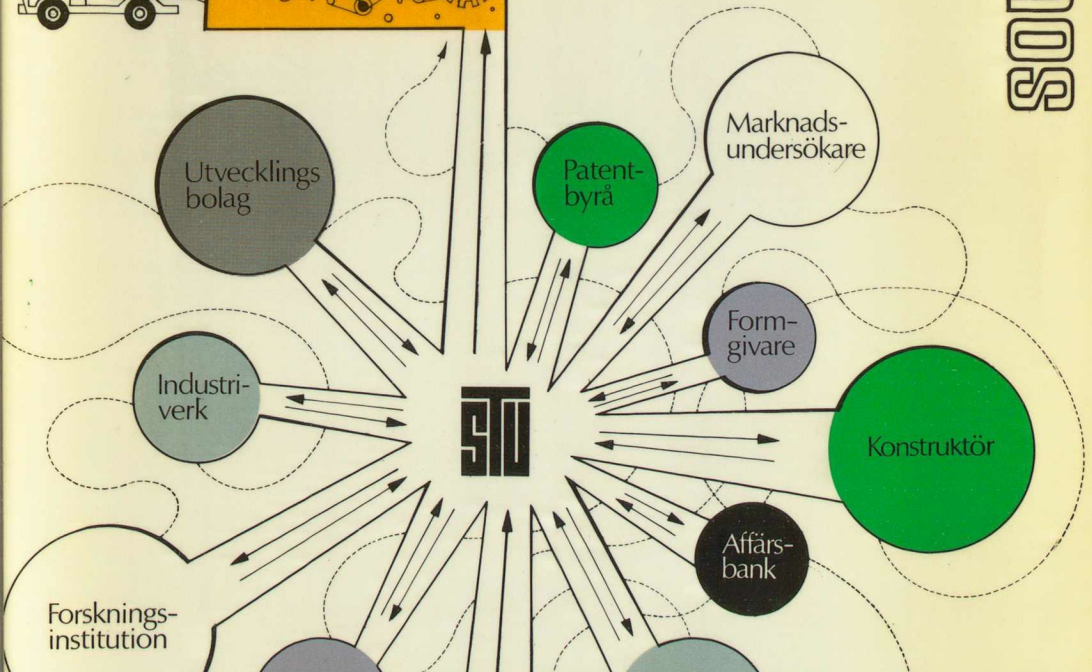 SOU
Marknads-
undersökare
Utvecklings
bolag
Patent-
byrå
Form-
givare
Industri-
verk
STU
Konstruktör
Affärs-
bank
Forsknings-
institution